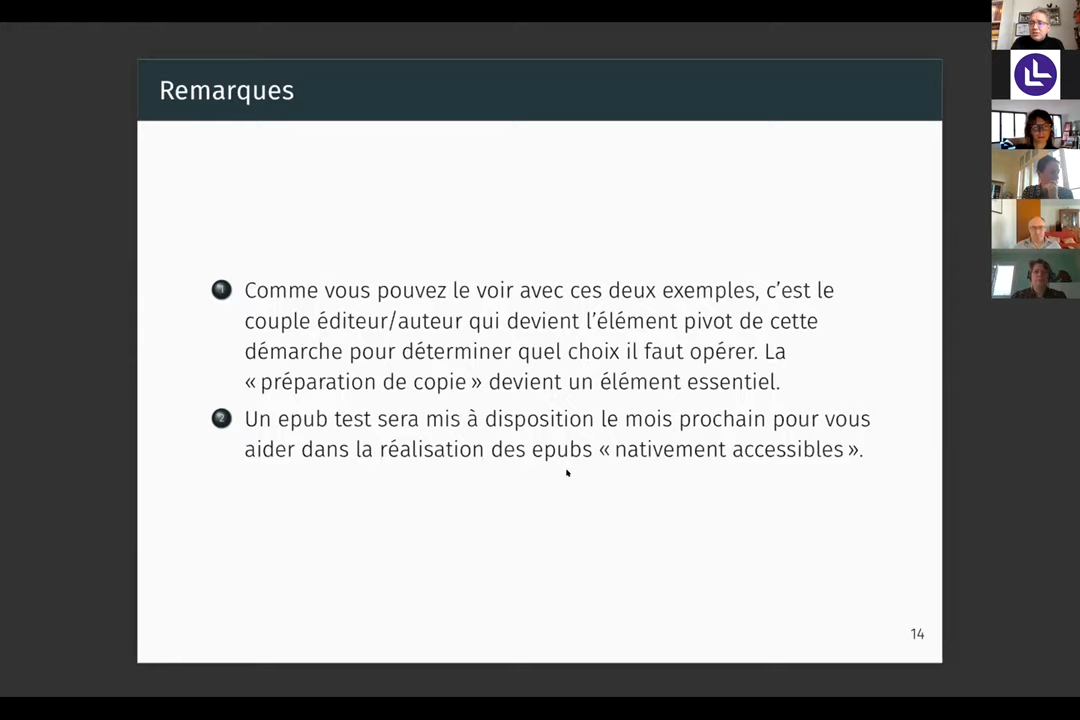 Remarques
1 Comme vous pouvez le voir avec ces deux exemples, c’est le
couple éditeur/auteur qui devient l’élément pivot de cette
démarche pour déterminer quel choix il faut opérer. La
« préparation de copie » devient un élément essentiel.
2 Un epub test sera mis à disposition le mois prochain pour vous
aider dans la réalisation des epubs « nativement accessibles ».
14